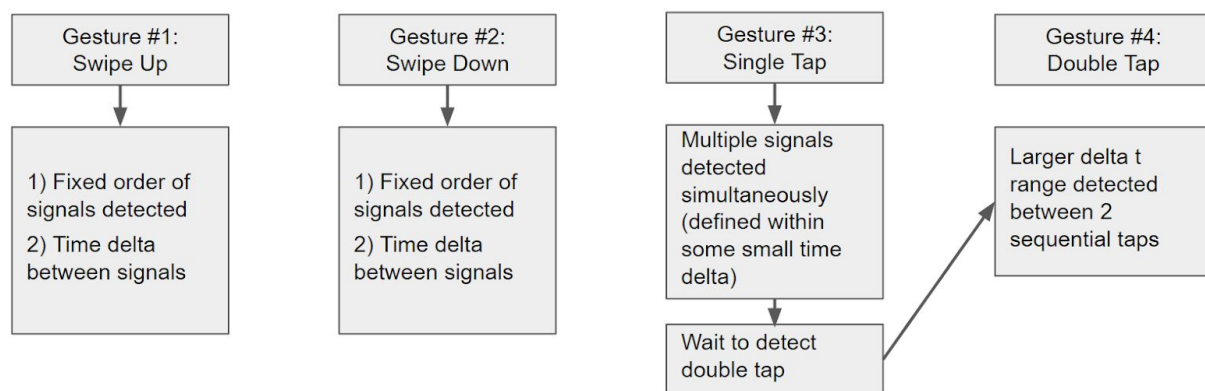 Gesture #1:
Swipe Up
1) Fixed order of
signals detected
2) Time delta
between signals
Gesture #2:
Swipe Down
1) Fixed order of
signals detected
2) Time delta
between signals
Gesture #3:
Single Tap
Multiple signals
detected
simultaneously
(defined within
some small time
delta)
Wait to detect
double tap
Gesture #4:
Double Tap
Larger delta t
range detected
between 2
sequential taps